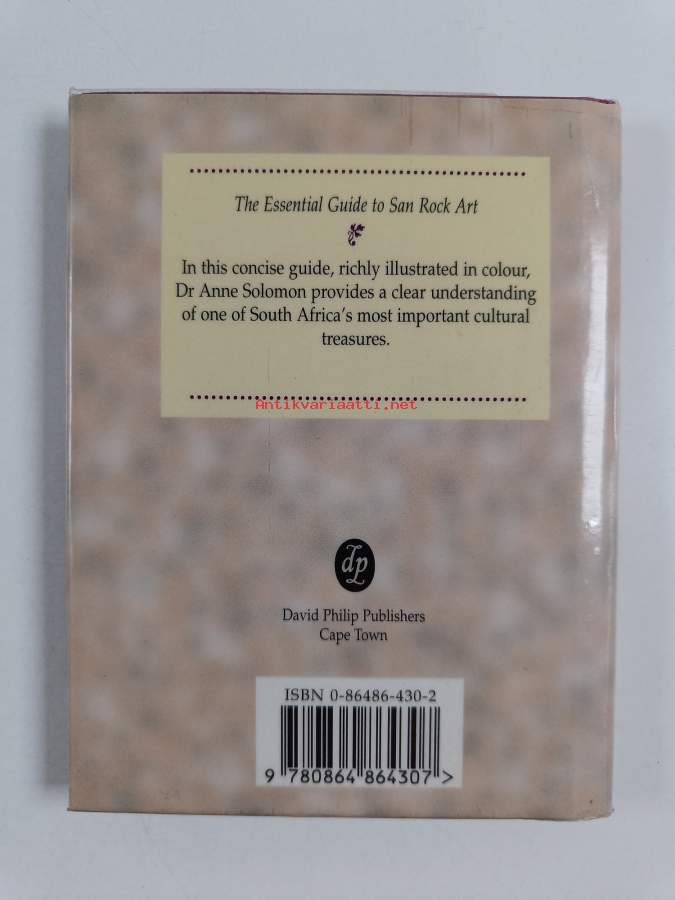 The Essential Guide to San Rock Art
In this concise guide, richly illustrated in colour,
Dr Anne Solomon provides a clear understanding
of one of South Africa's most important cultural
treasures.
Antikvariaatti.net
dp
David Philip Publishers
Cape Town
ISBN 0-86486-430-2
9 780864 864307 >